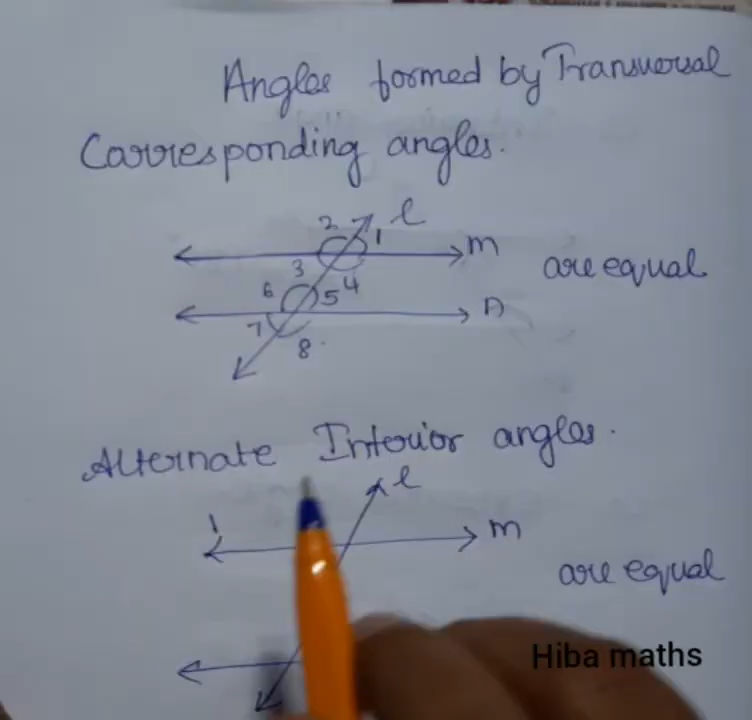 Angles formed by Transversal
Corresponding angles.
2 l
1
m
3
are equal
6 5 4
n
7
8.
Alternate Interior angles.
l
1
m
are equal
Hiba maths